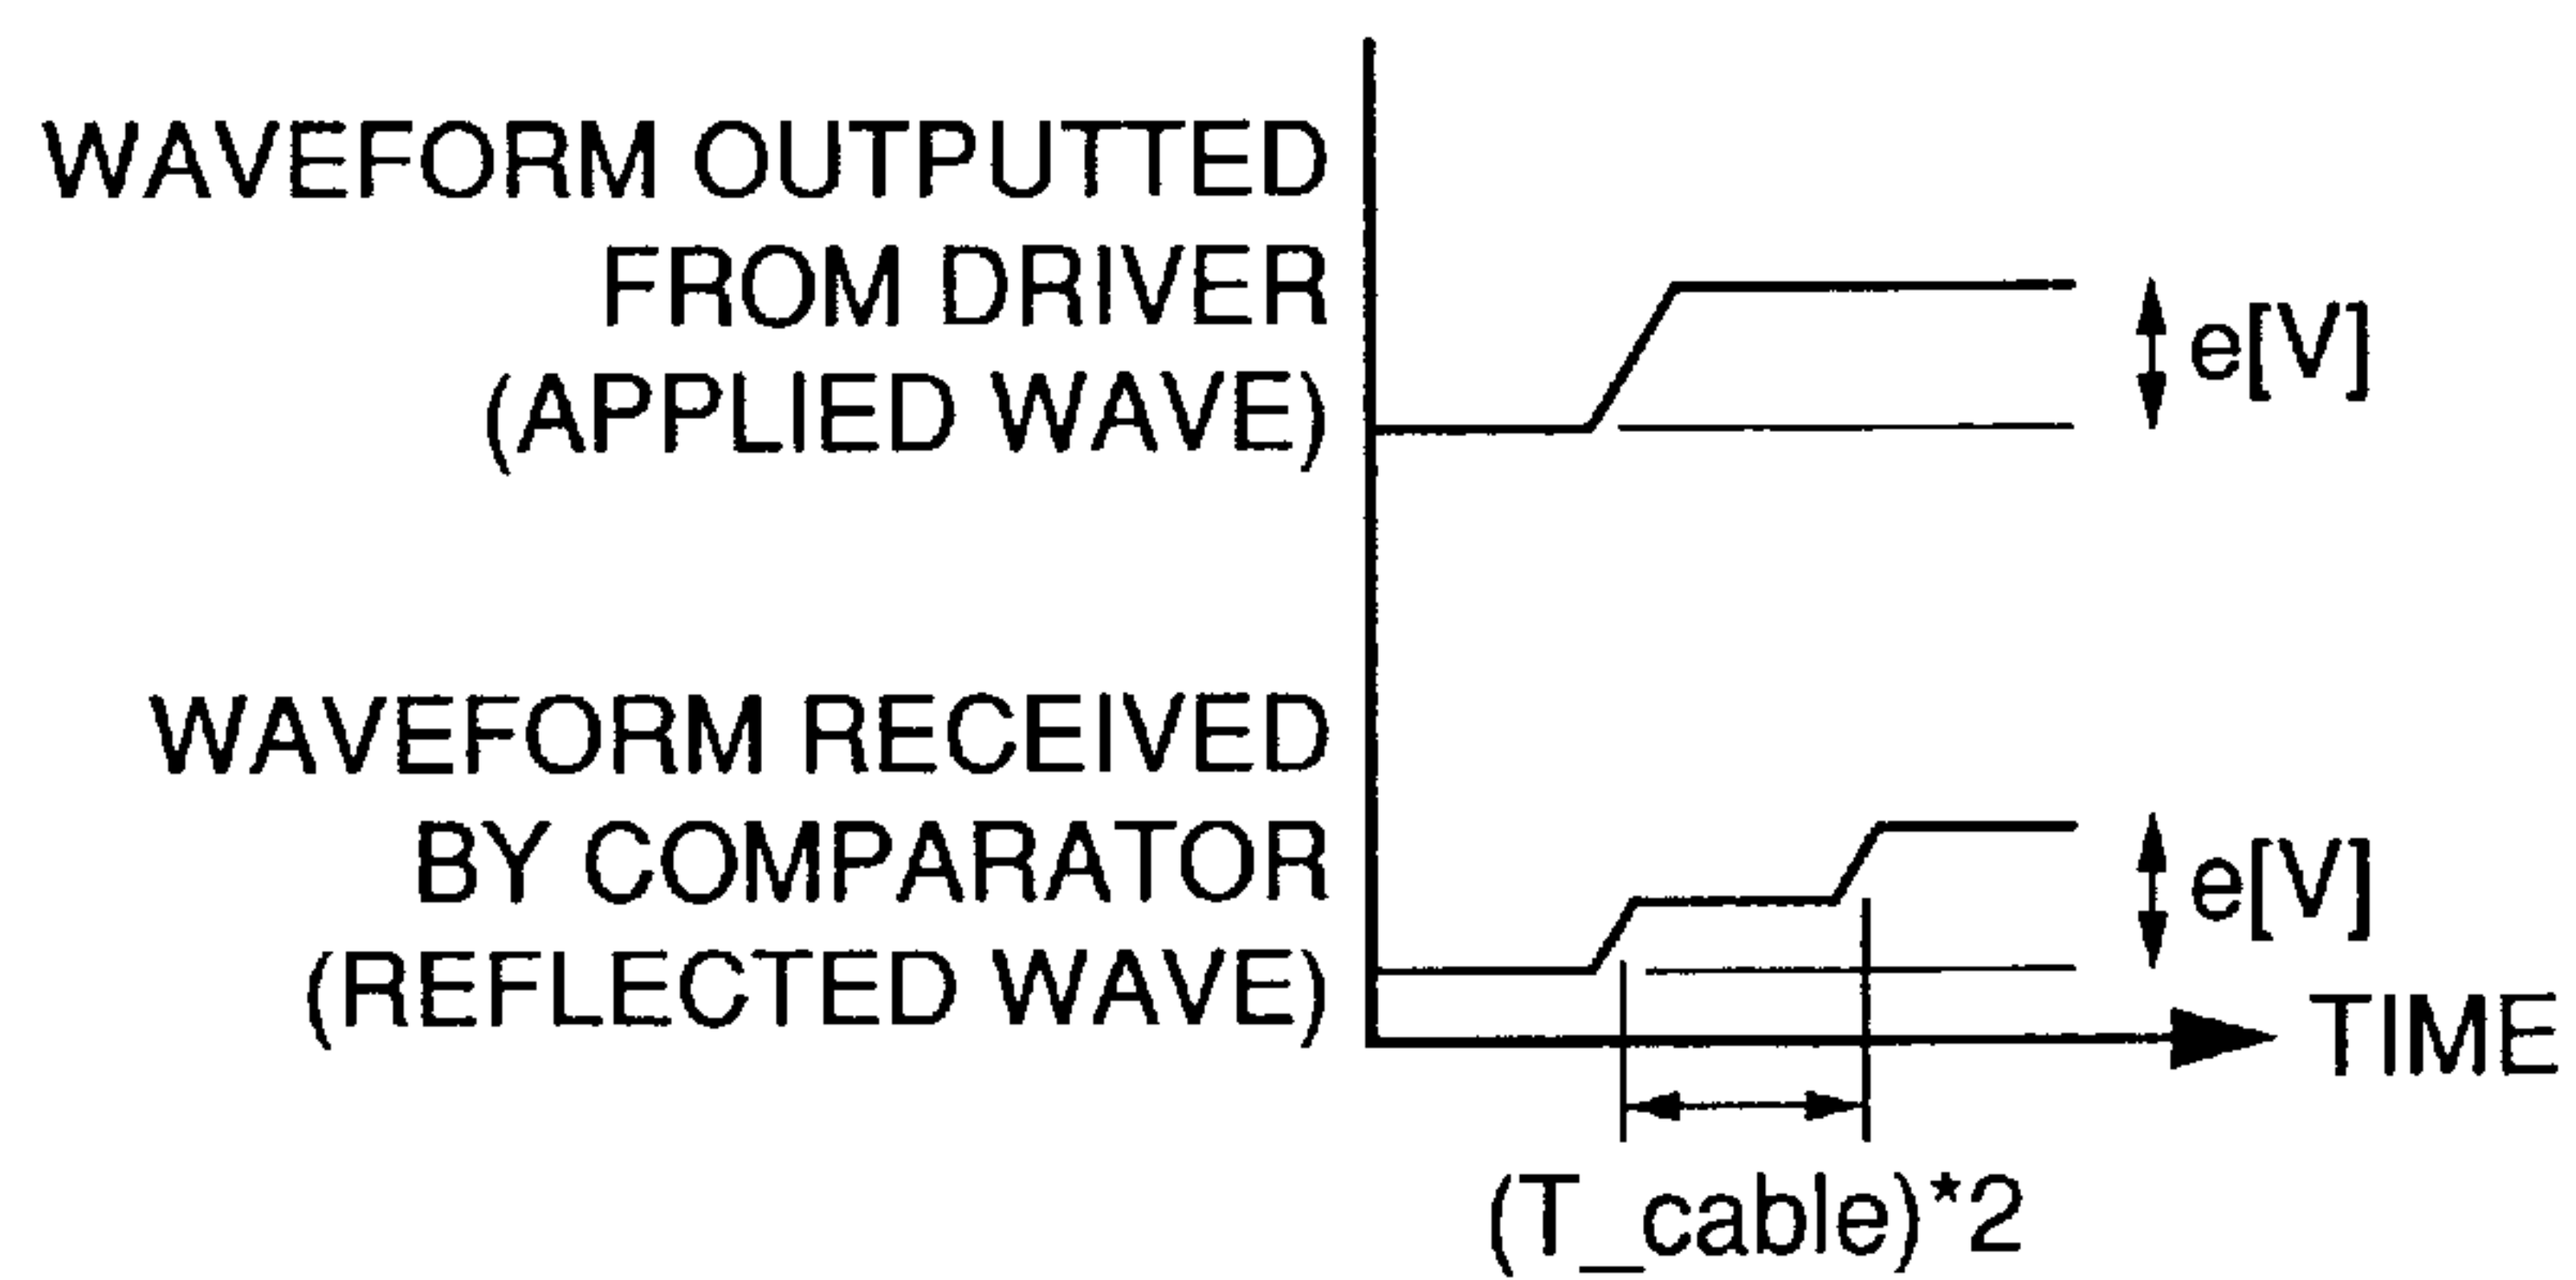 WAVEFORM OUTPUTTED
FROM DRIVER
(APPLIED WAVE)
e[V]
WAVEFORM RECEIVED
BY COMPARATOR
(REFLECTED WAVE)
e[V]
TIME
(T_cable)*2